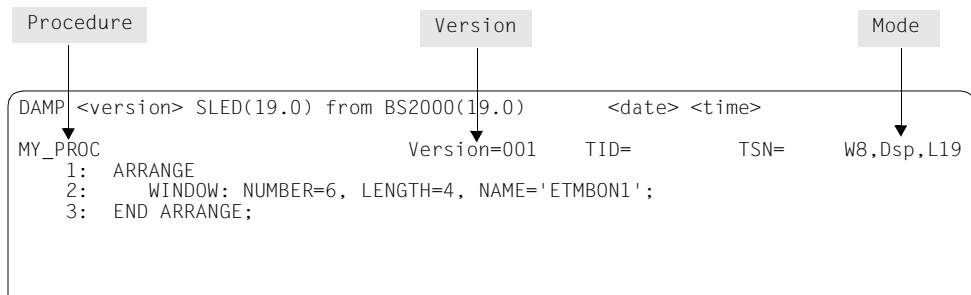 Procedure Version Mode
DAMP <version> SLED(19.0) from BS2000(19.0) <date> <time>
MY_PROC Version=001 TID= TSN= W8,Dsp,L19
1: ARRANGE
2: WINDOW: NUMBER=6, LENGTH=4, NAME='ETMBON1';
3: END ARRANGE;